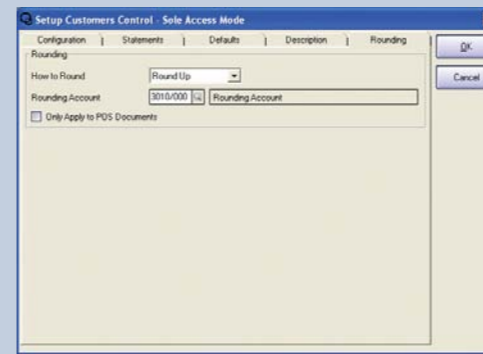 Setup Customers Control - Sole Access Mode
Configuration Statements Defaults Description Rounding
OK
Rounding
How to Round Round Up
Cancel
Rounding Account 3010/000 Rounding Account
Only Apply to POS Documents